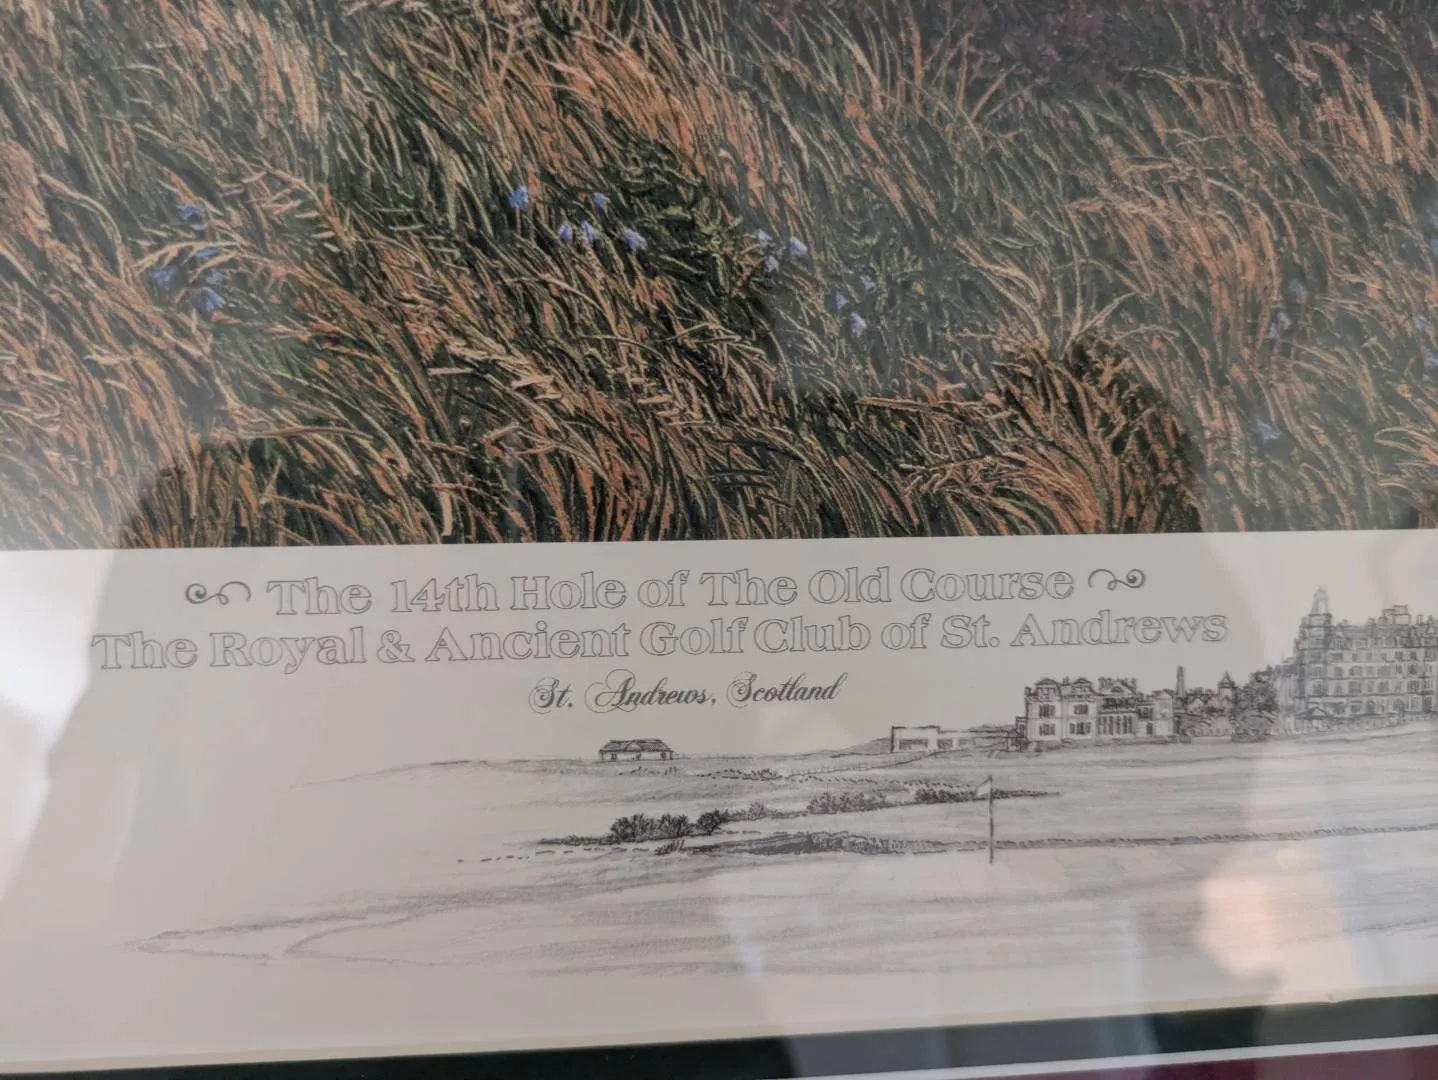 The 14th Hole of The Old Course
The Royal & Ancient Golf Club of St. Andrews
St. Andrews, Scotland